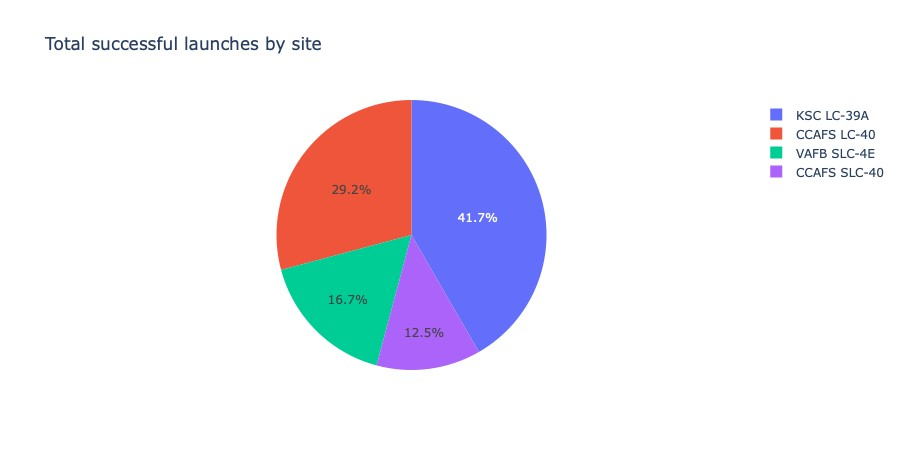 Total successful launches by site
KSC LC-39A
CCAFS LC-40
VAFB SLC-4E
CCAFS SLC-40
29.2%
41.7%
16.7%
12.5%